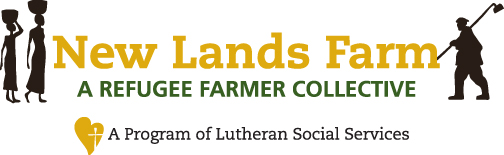 New Lands Farm
A REFUGEE FARMER COLLECTIVE
A Program of Lutheran Social Services